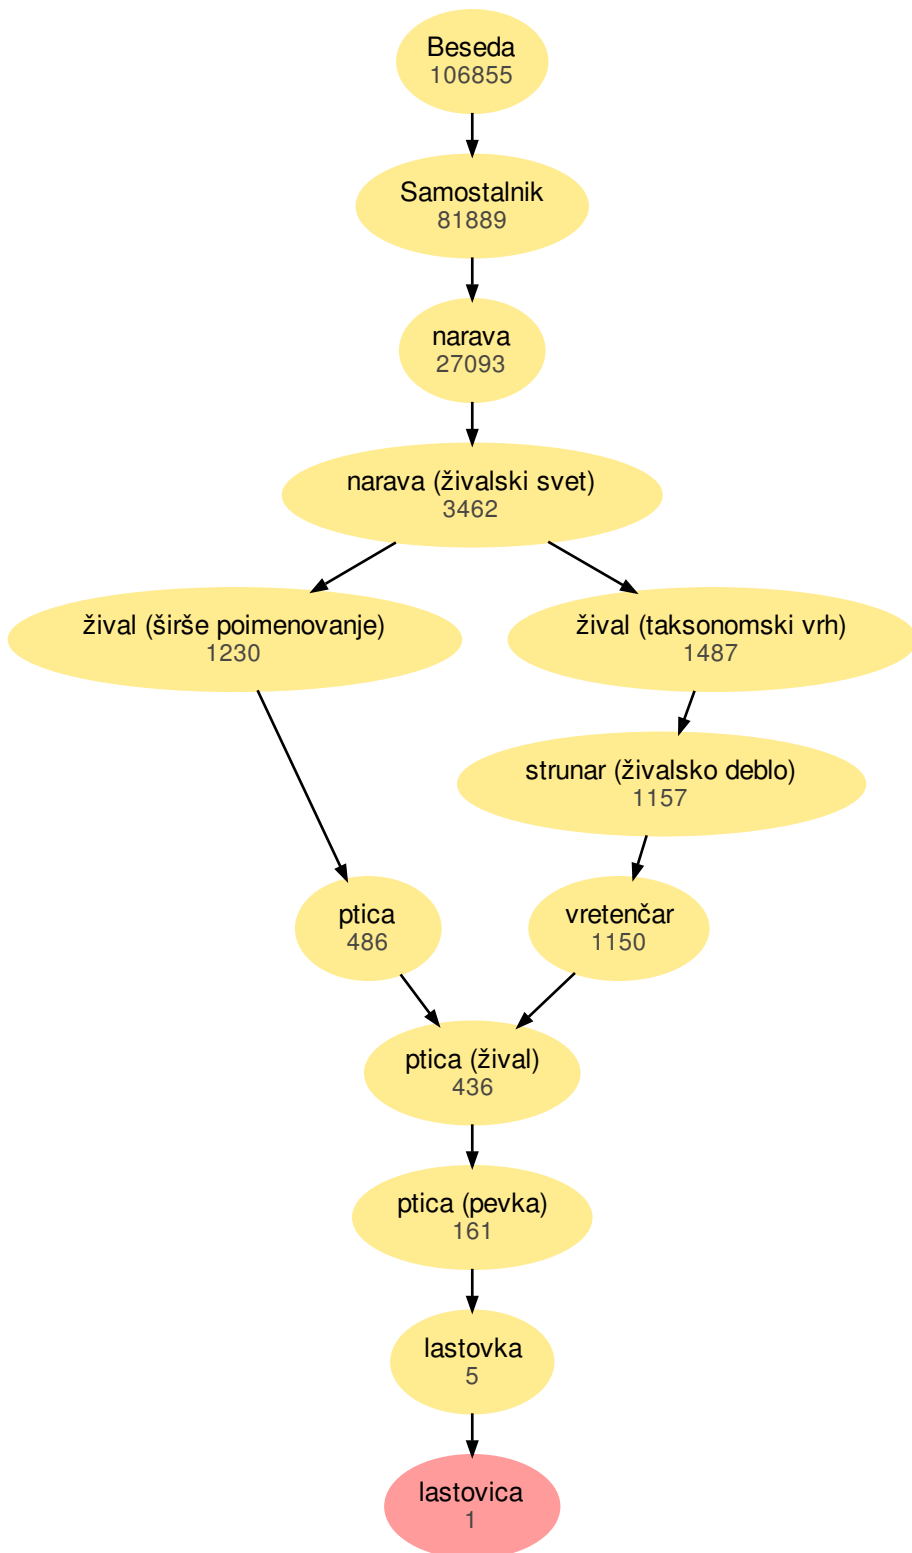 Beseda
106855
Samostalnik
81889
narava
27093
narava (živalski svet)
3462
žival (širše poimenovanje)
1230
žival (taksonomski vrh)
1487
strunar (živalsko deblo)
1157
ptica
486
vretenčar
1150
ptica (žival)
436
ptica (pevka)
161
lastovka
5
lastovica
1